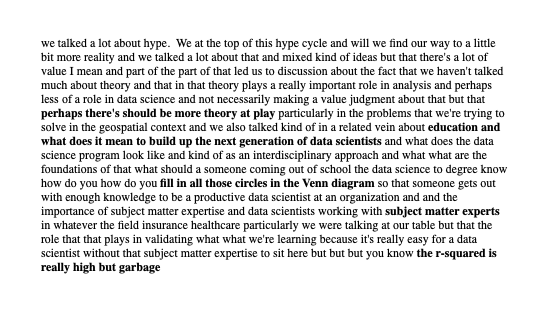 we talked a lot about hype.  We at the top of this hype cycle and will we find our way to a little
bit more reality and we talked a lot about that and mixed kind of ideas but that there's a lot of
value I mean and part of the part of that led us to discussion about the fact that we haven't talked
much about theory and that in that theory plays a really important role in analysis and perhaps
less of a role in data science and not necessarily making a value judgment about that but that
perhaps there's should be more theory at play particularly in the problems that we're trying to
solve in the geospatial context and we also talked kind of in a related vein about education and
what does it mean to build up the next generation of data scientists and what does the data
science program look like and kind of as an interdisciplinary approach and what what are the
foundations of that what should a someone coming out of school the data science to degree know
how do you how do you fill in all those circles in the Venn diagram so that someone gets out
with enough knowledge to be a productive data scientist at an organization and and the
importance of subject matter expertise and data scientists working with subject matter experts
in whatever the field insurance healthcare particularly we were talking at our table but that the
role that that plays in validating what what we're learning because it's really easy for a data
scientist without that subject matter expertise to sit here but but but you know the r-squared is
really high but garbage